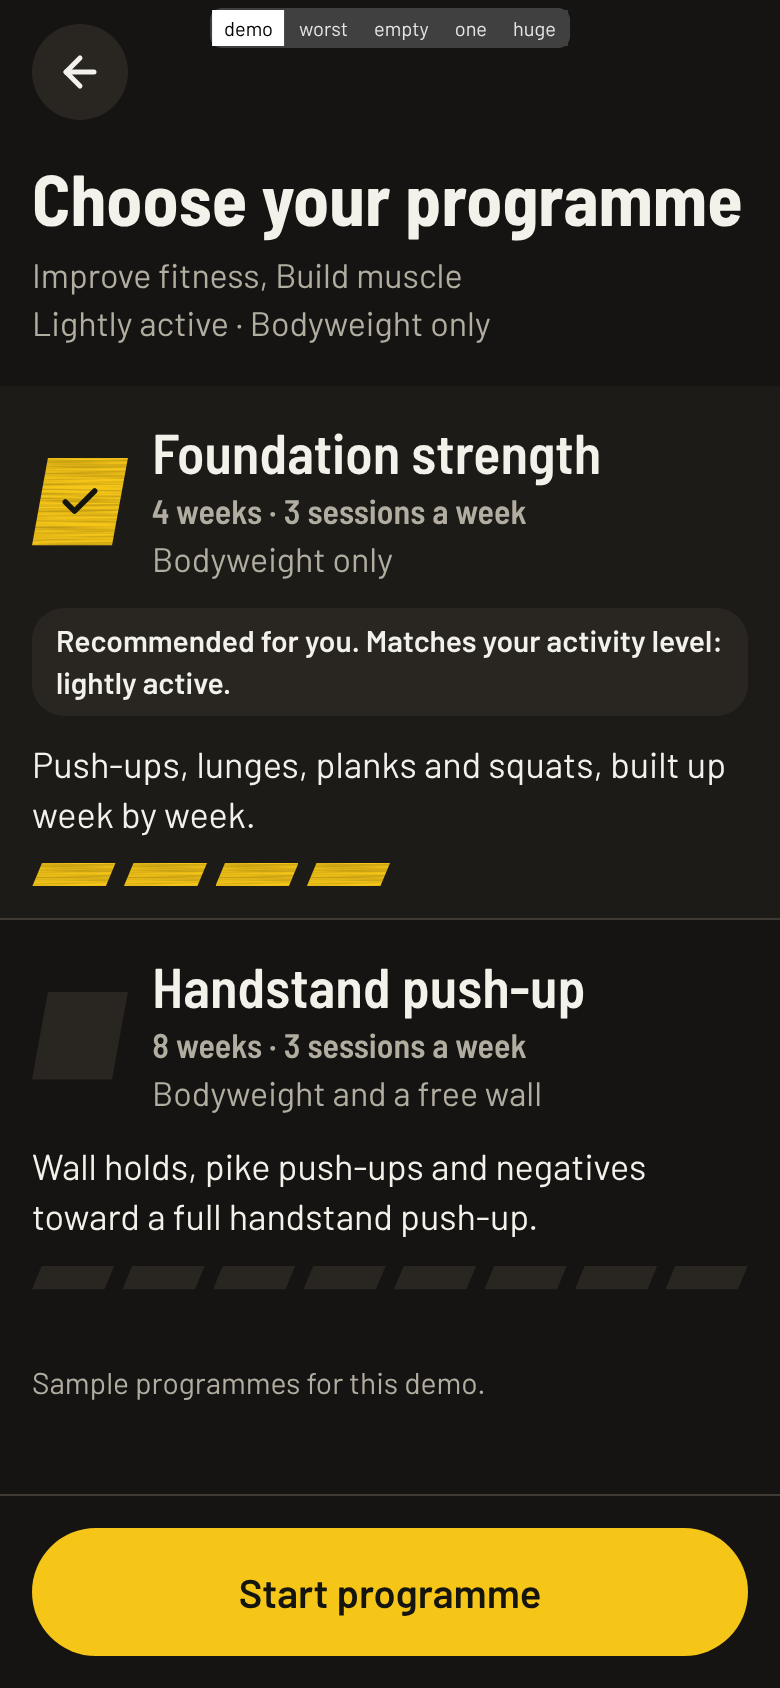 demo worst empty one huge
Choose your programme
Improve fitness, Build muscle
Lightly active · Bodyweight only
Foundation strength
4 weeks · 3 sessions a week
Bodyweight only
Recommended for you. Matches your activity level:
lightly active.
Push-ups, lunges, planks and squats, built up
week by week.
Handstand push-up
8 weeks · 3 sessions a week
Bodyweight and a free wall
Wall holds, pike push-ups and negatives
toward a full handstand push-up.
Sample programmes for this demo.
Start programme